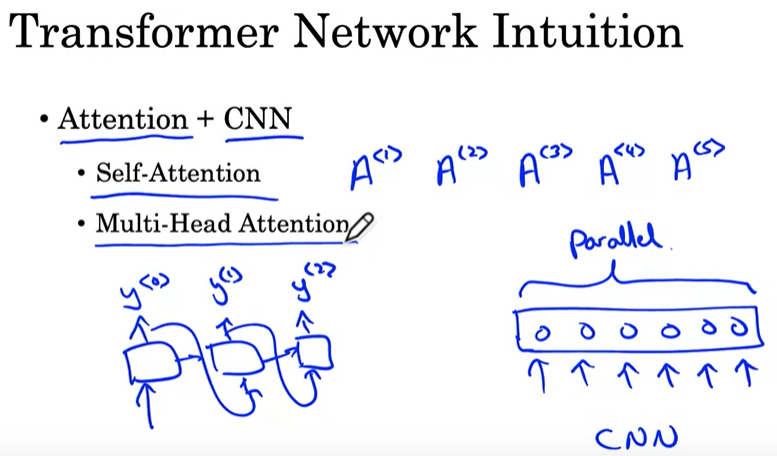 Transformer Network Intuition
• Attention + CNN
• Self-Attention
A<1> A<2> A<3> A<4> A<5>
• Multi-Head Attention
Parallel.
y<0> y<1> y<2>
CNN